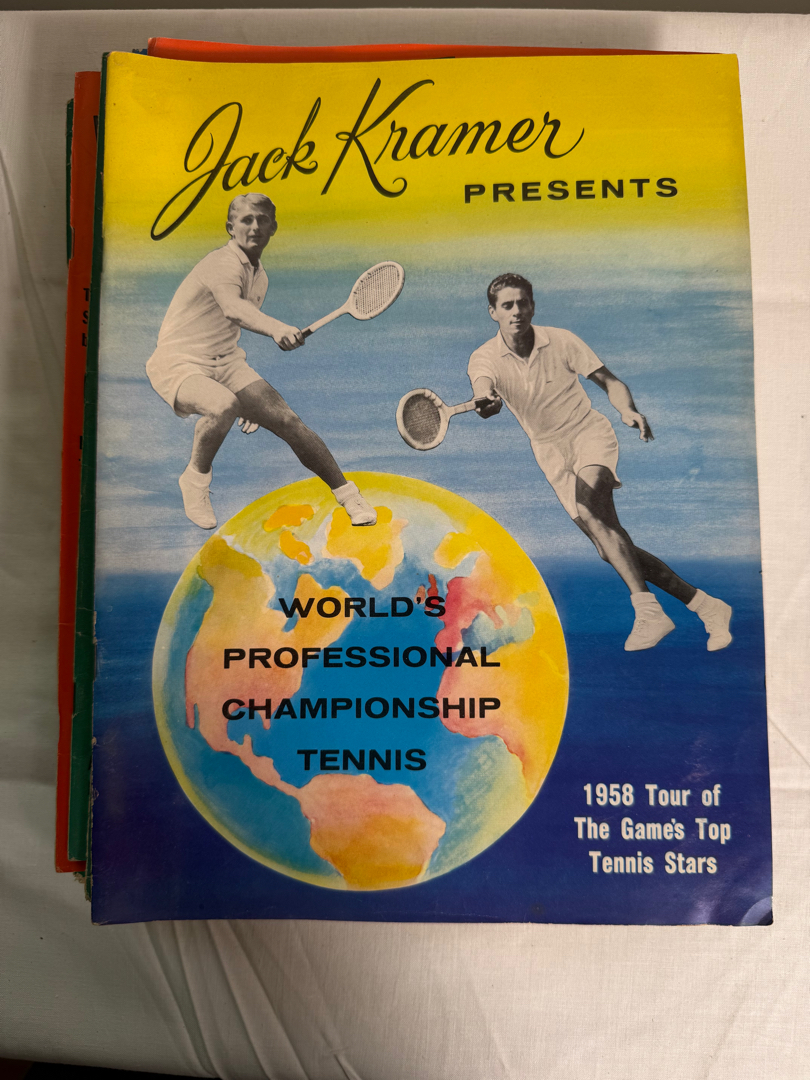 Jack Kramer
PRESENTS
WORLD'S
PROFESSIONAL
CHAMPIONSHIP
TENNIS
1958 Tour of
The Game's Top
Tennis Stars